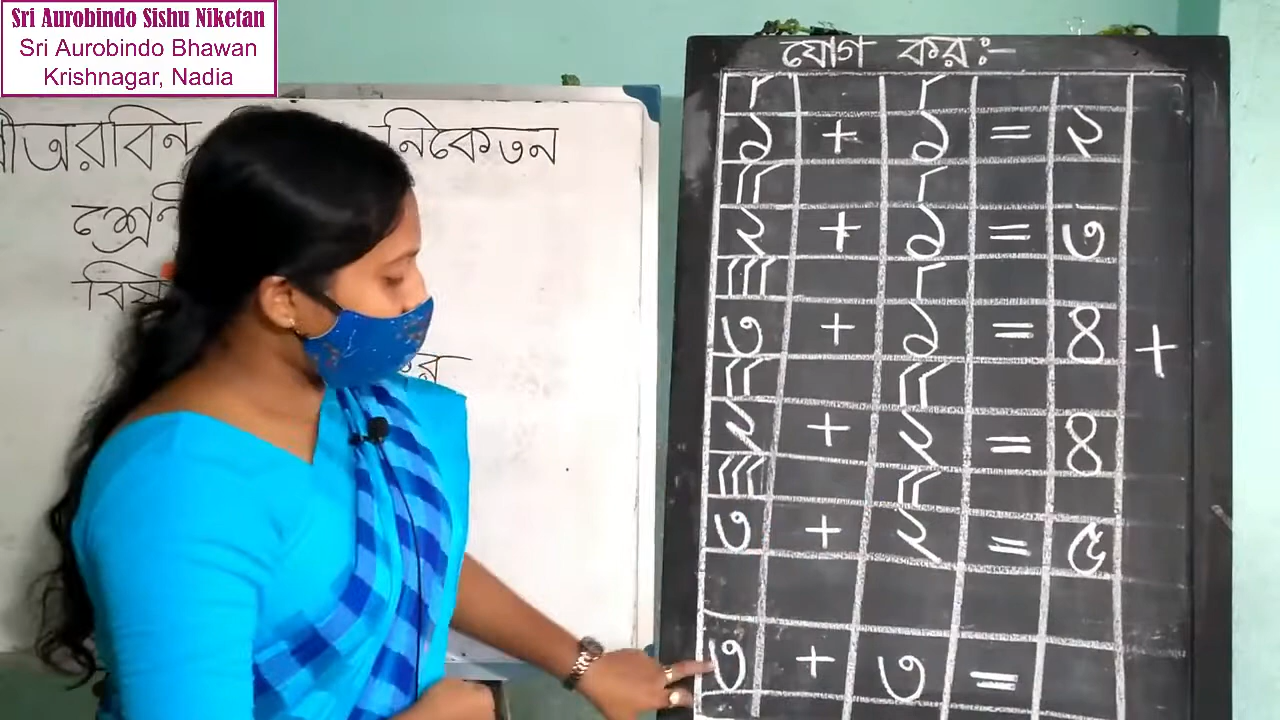 Sri Aurobindo Sishu Niketan
Sri Aurobindo Bhawan
Krishnagar, Nadia
নিকেতন
যোগ কর:-
১ + ১ = ২
২ + ১ = ৩
৩ + ১ = ৪
২ + ২ = ৪
৩ + ২ = ৫
৩ + ৩ =
+